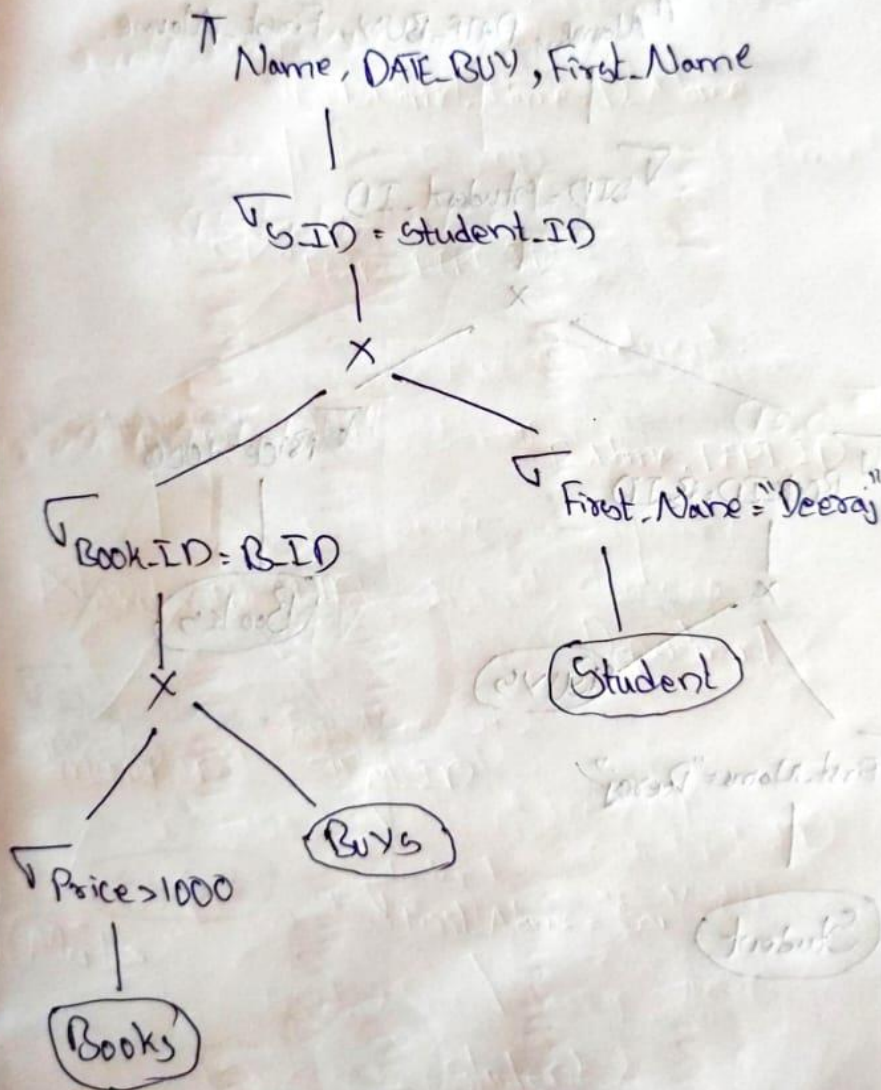 π Name, DATE_BUY, First_Name
σ S_ID = Student_ID
×
σ Book_ID = B_ID
σ First_Name = "Deeraj"
×
Student
σ Price > 1000
Buys
Books